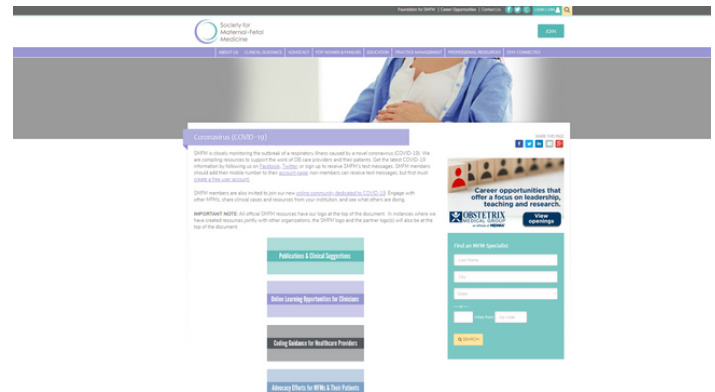 Foundation for SMFM | Career Opportunities | Contact Us
Society for
Maternal-Fetal
Medicine
JOIN
ABOUT US CLINICAL GUIDANCE ADVOCACY FOR WOMEN & FAMILIES EDUCATION PRACTICE MANAGEMENT PROFESSIONAL RESOURCES STAY CONNECTED
Coronavirus (COVID-19)
SHARE THIS PAGE
SMFM is closely monitoring the outbreak of a respiratory illness caused by a novel coronavirus (COVID-19). We
are compiling resources to support the work of OB care providers and their patients. Get the latest COVID-19
information by following us on Facebook, Twitter, or sign up to receive SMFM's text messages. SMFM members
should add their mobile number to their account page; non-members can receive text messages, but first must
create a free user account.
SMFM members are also invited to join our new online community dedicated to COVID-19. Engage with
other MFMs, share clinical cases and resources from your institution, and see what others are doing.
IMPORTANT NOTE: All official SMFM resources have our logo at the top of the document. In instances where we
have created resources jointly with other organizations, the SMFM logo and the partner logo(s) will also be at the
top of the document.
Publications & Clinical Suggestions
Online Learning Opportunities for Clinicians
Coding Guidance for Healthcare Providers
Advocacy Efforts for MFMs & Their Patients
Career opportunities that
offer a focus on leadership,
teaching and research.
OBSTETRIX
MEDICAL GROUP
an affiliate of MEDNAX
View
openings
Find an MFM Specialist
Last Name
City
State
— or —
miles from
zip code
SEARCH